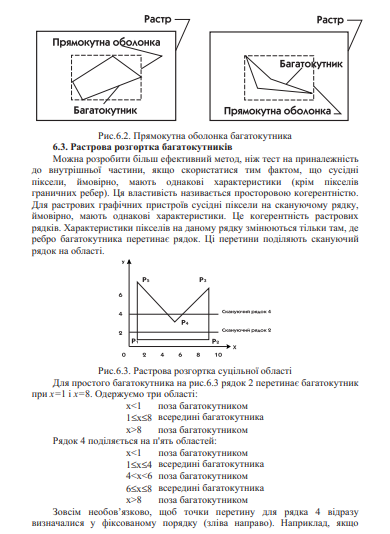 Растр
Растр
Прямокутна оболонка
Багатокутник
Багатокутник
Прямокутна оболонка
Рис.6.2. Прямокутна оболонка багатокутника
6.3. Растрова розгортка багатокутників
Можна розробити більш ефективний метод, ніж тест на приналежність
до внутрішньої частини, якщо скористатися тим фактом, що сусідні
пікселі, ймовірно, мають однакові характеристики (крім пікселів
граничних ребер). Ця властивість називається просторовою когерентністю.
Для растрових графічних пристроїв сусідні пікселі на скануючому рядку,
ймовірно, мають однакові характеристики. Це когерентність растрових
рядків. Характеристики пікселів на даному рядку змінюються тільки там, де
ребро багатокутника перетинає рядок. Ці перетини поділяють скануючий
рядок на області.
У
P₅
P₃
6
Скануючий рядок 4
4
P₄
Скануючий рядок 2
2
P
P₂
0 2 4 6 8 10 X
Рис.6.3. Растрова розгортка суцільної області
Для простого багатокутника на рис.6.3 рядок 2 перетинає багатокутник
при x=1 і x=8. Одержуємо три області:
x<1 поза багатокутником
1≤x≤8 всередині багатокутника
x>8 поза багатокутником
Рядок 4 поділяється на п'ять областей:
x<1 поза багатокутником
1≤x≤4 всередині багатокутника
4<x<6 поза багатокутником
6≤x≤8 всередині багатокутника
x>8 поза багатокутником
Зовсім необов’язково, щоб точки перетину для рядка 4 відразу
визначалися у фіксованому порядку (зліва направо). Наприклад, якщо